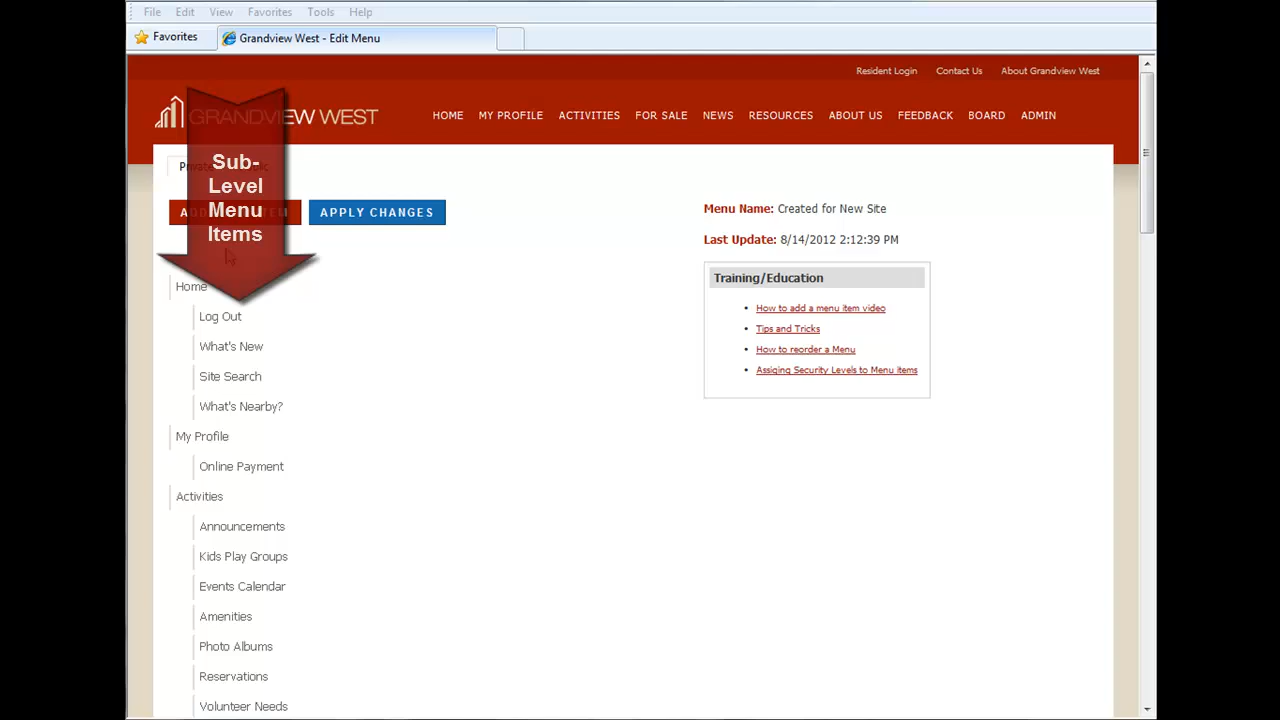 File Edit View Favorites Tools Help
Favorites Grandview West - Edit Menu
Resident Login Contact Us About Grandview West
GRANDVIEW WEST HOME MY PROFILE ACTIVITIES FOR SALE NEWS RESOURCES ABOUT US FEEDBACK BOARD ADMIN
Sub-
Level
Menu
Items
APPLY CHANGES
Menu Name: Created for New Site
Last Update: 8/14/2012 2:12:39 PM
Training/Education
How to add a menu item video
Tips and Tricks
How to reorder a Menu
Assiging Security Levels to Menu items
Home
Log Out
What's New
Site Search
What's Nearby?
My Profile
Online Payment
Activities
Announcements
Kids Play Groups
Events Calendar
Amenities
Photo Albums
Reservations
Volunteer Needs